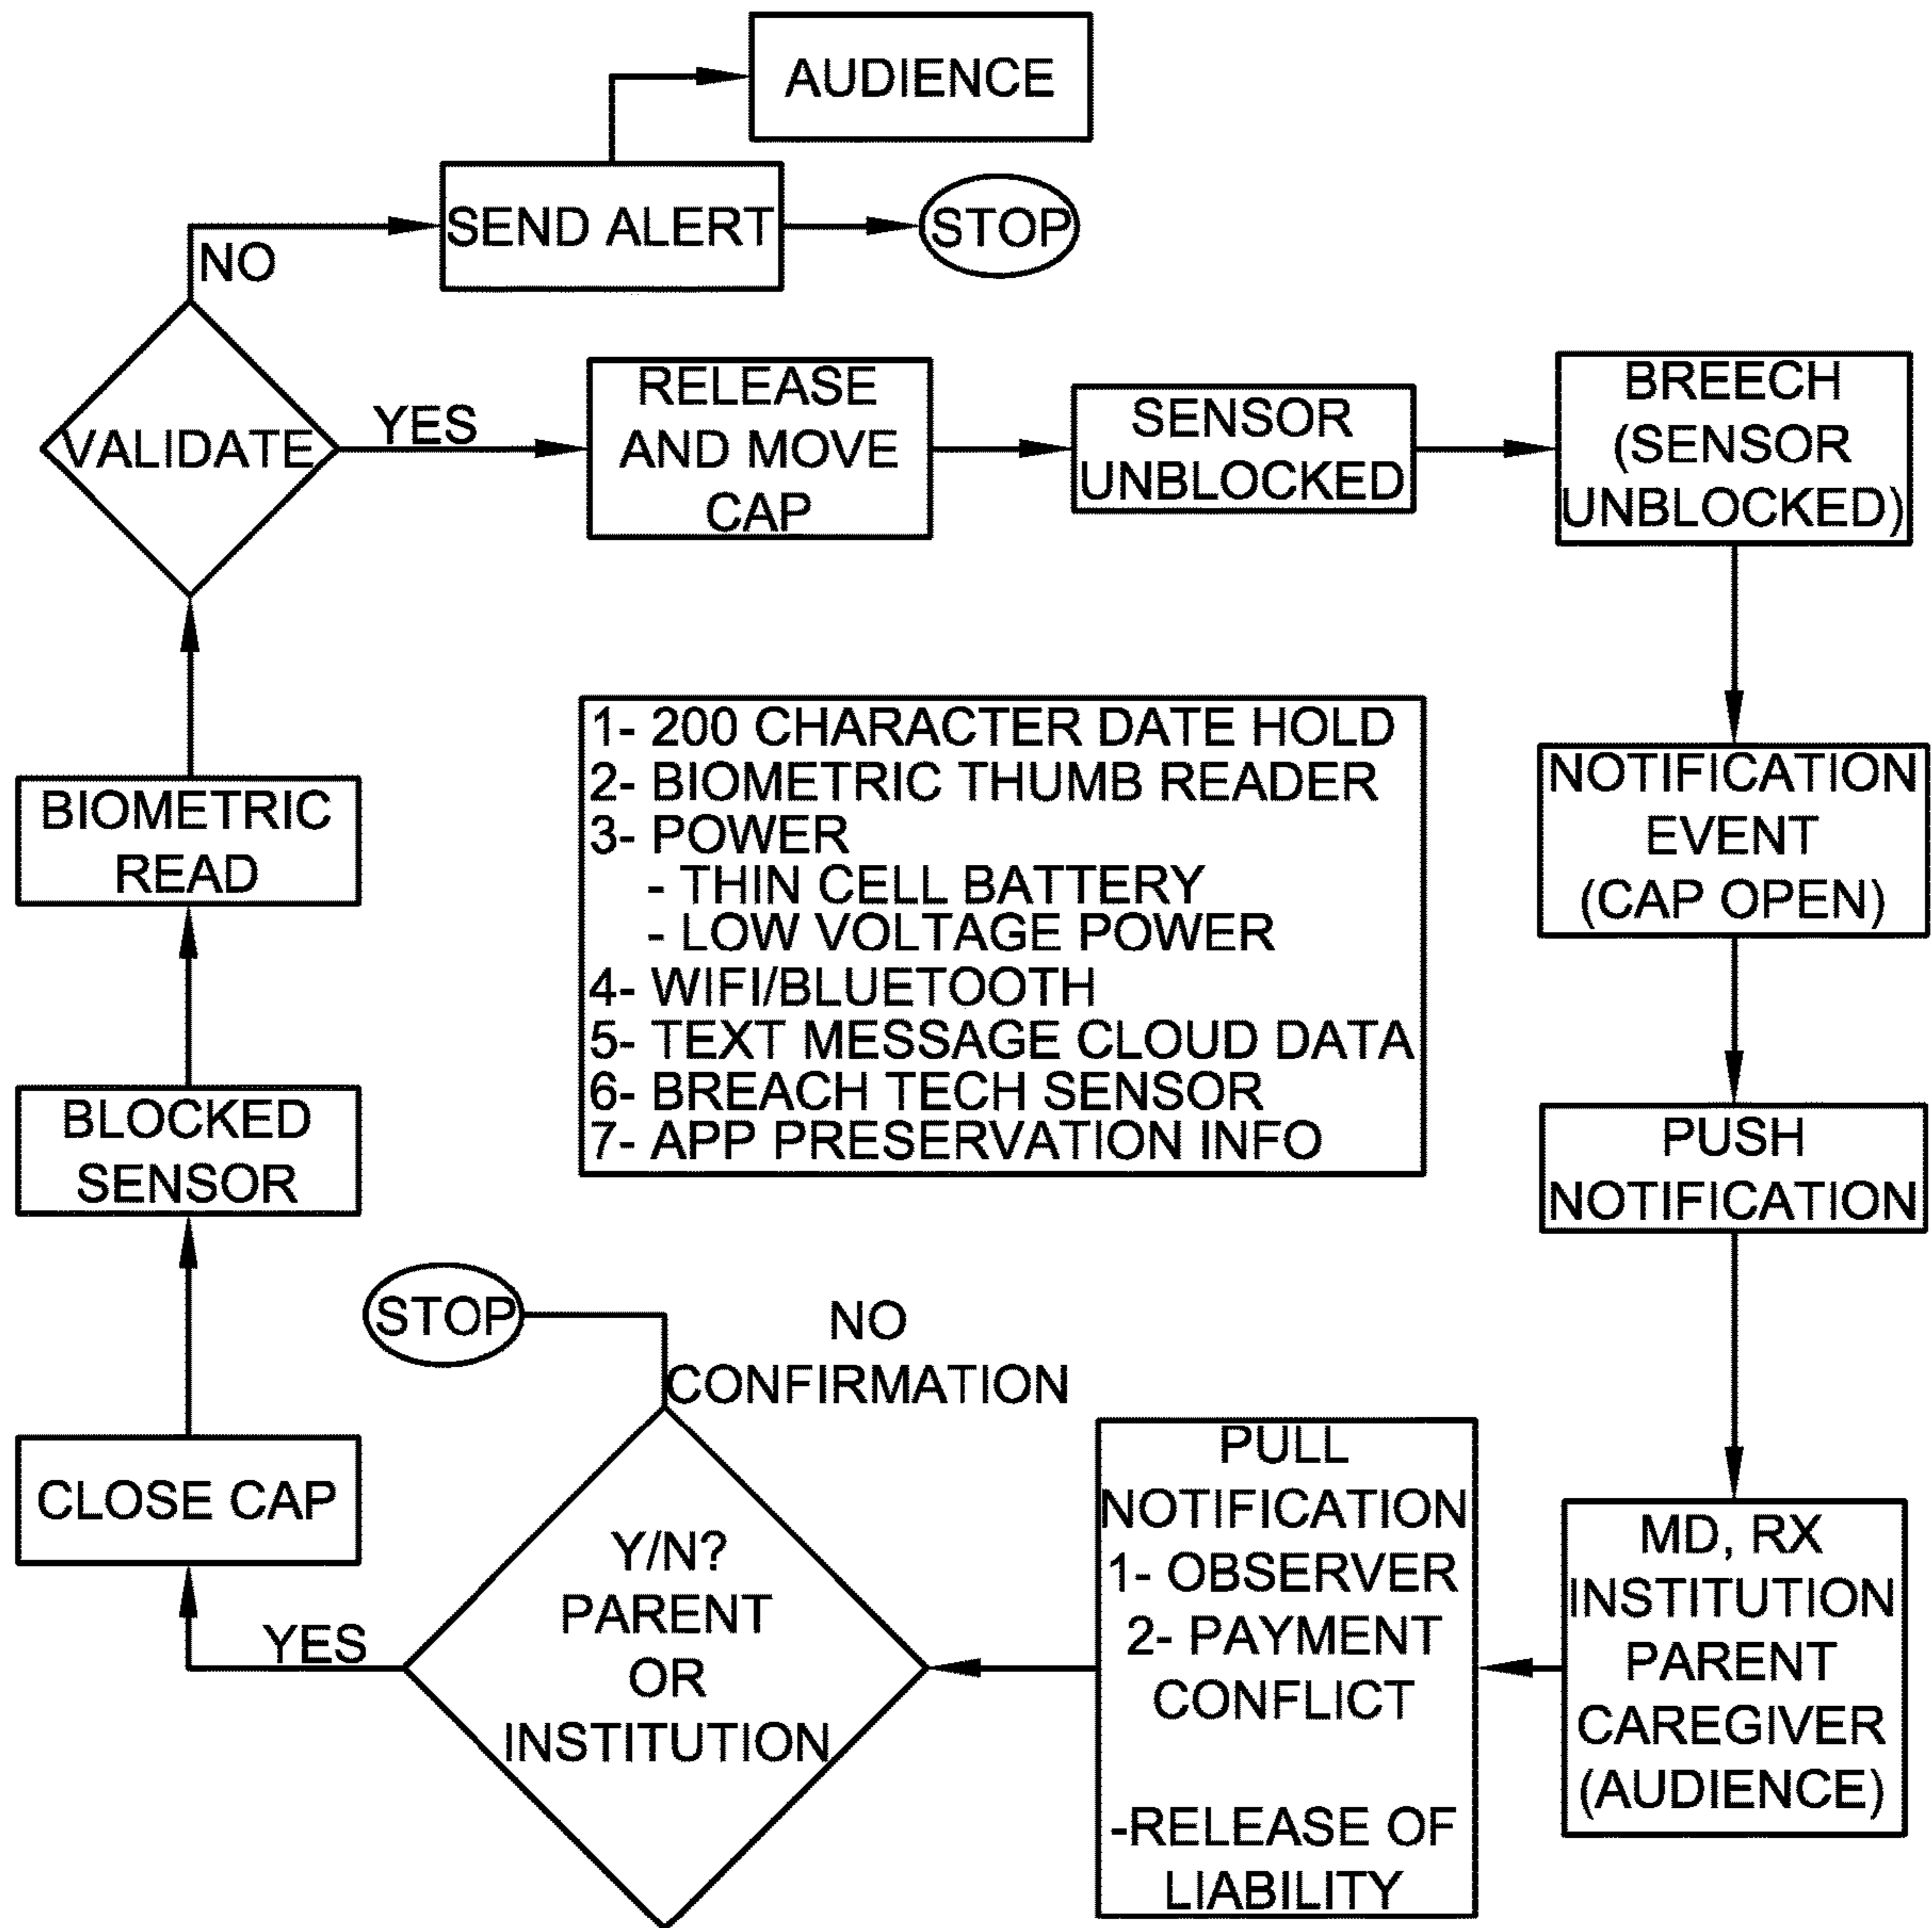 AUDIENCE
SEND ALERT
STOP
NO
VALIDATE
YES
RELEASE
AND MOVE
CAP
SENSOR
UNBLOCKED
BREECH
(SENSOR
UNBLOCKED)
BIOMETRIC
READ
1- 200 CHARACTER DATE HOLD
2- BIOMETRIC THUMB READER
3- POWER
- THIN CELL BATTERY
- LOW VOLTAGE POWER
4- WIFI/BLUETOOTH
5- TEXT MESSAGE CLOUD DATA
6- BREACH TECH SENSOR
7- APP PRESERVATION INFO
NOTIFICATION
EVENT
(CAP OPEN)
BLOCKED
SENSOR
PUSH
NOTIFICATION
STOP
NO
CONFIRMATION
CLOSE CAP
YES
Y/N?
PARENT
OR
INSTITUTION
PULL
NOTIFICATION
1- OBSERVER
2- PAYMENT
CONFLICT
-RELEASE OF
LIABILITY
MD, RX
INSTITUTION
PARENT
CAREGIVER
(AUDIENCE)